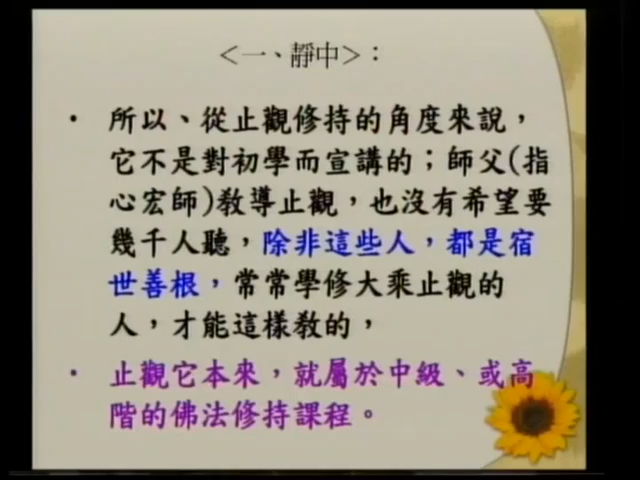 <一、靜中>：
• 所以、從止觀修持的角度來說，
它不是對初學而宣講的；師父(指
心宏師)教導止觀，也沒有希望要
幾千人聽，除非這些人，都是宿
世善根，常常學修大乘止觀的
人，才能這樣教的，
• 止觀它本來，就屬於中級、或高
階的佛法修持課程。